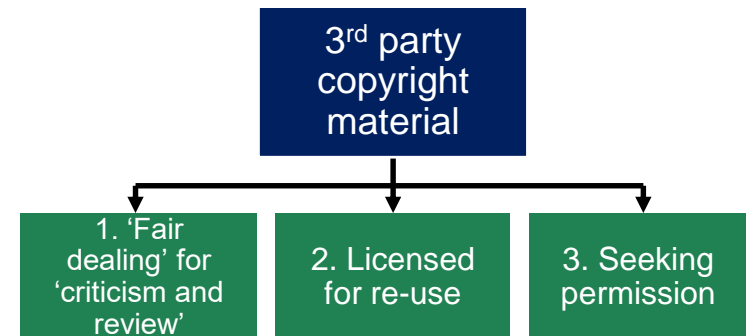 3rd party
copyright
material
1. ‘Fair
dealing’ for
‘criticism and
review’
2. Licensed
for re-use
3. Seeking
permission